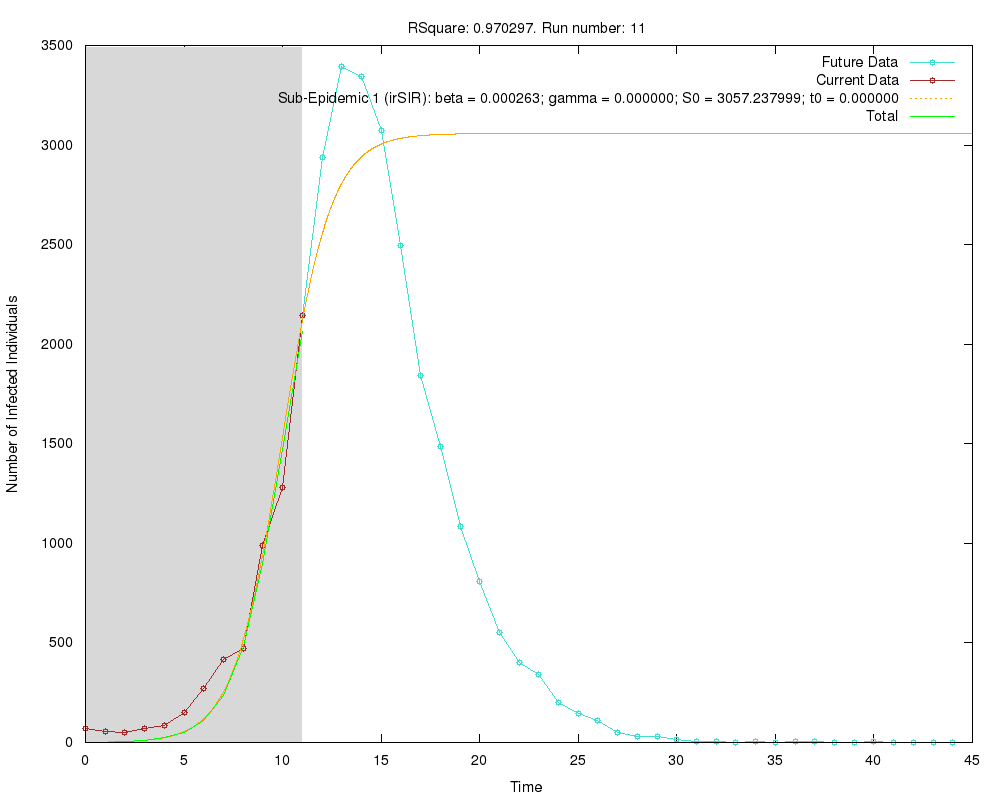 RSquare: 0.970297. Run number: 11
3500
3000
2500
2000
1500
1000
500
0
Number of Infected Individuals
Future Data
Current Data
Sub-Epidemic 1 (irSIR): beta = 0.000263; gamma = 0.000000; S0 = 3057.237999; t0 = 0.000000
Total
0 5 10 15 20 25 30 35 40 45
Time